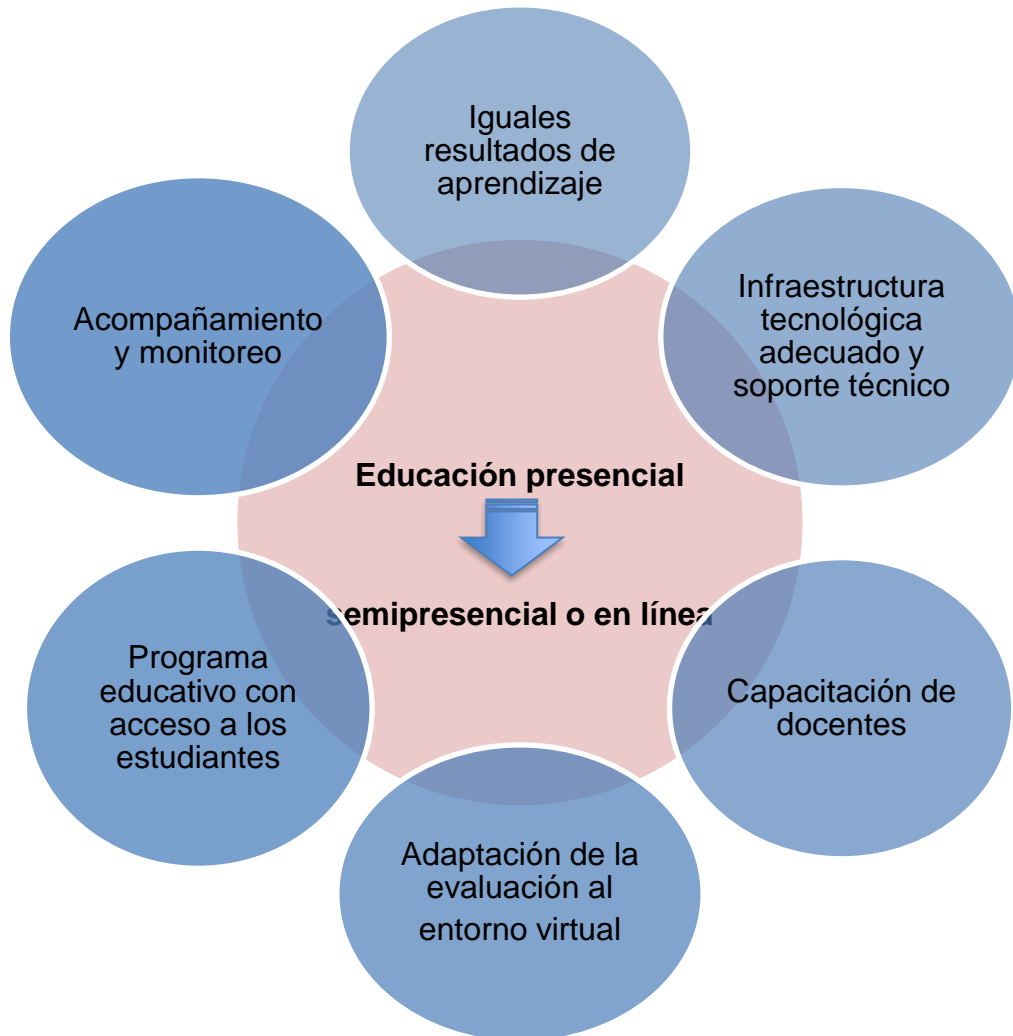 Iguales
resultados de
aprendizaje
Infraestructura
tecnológica
adecuado y
soporte técnico
Capacitación de
docentes
Adaptación de la
evaluación al
entorno virtual
Programa
educativo con
acceso a los
estudiantes
Acompañamiento
y monitoreo
Educación presencial
semipresencial o en línea